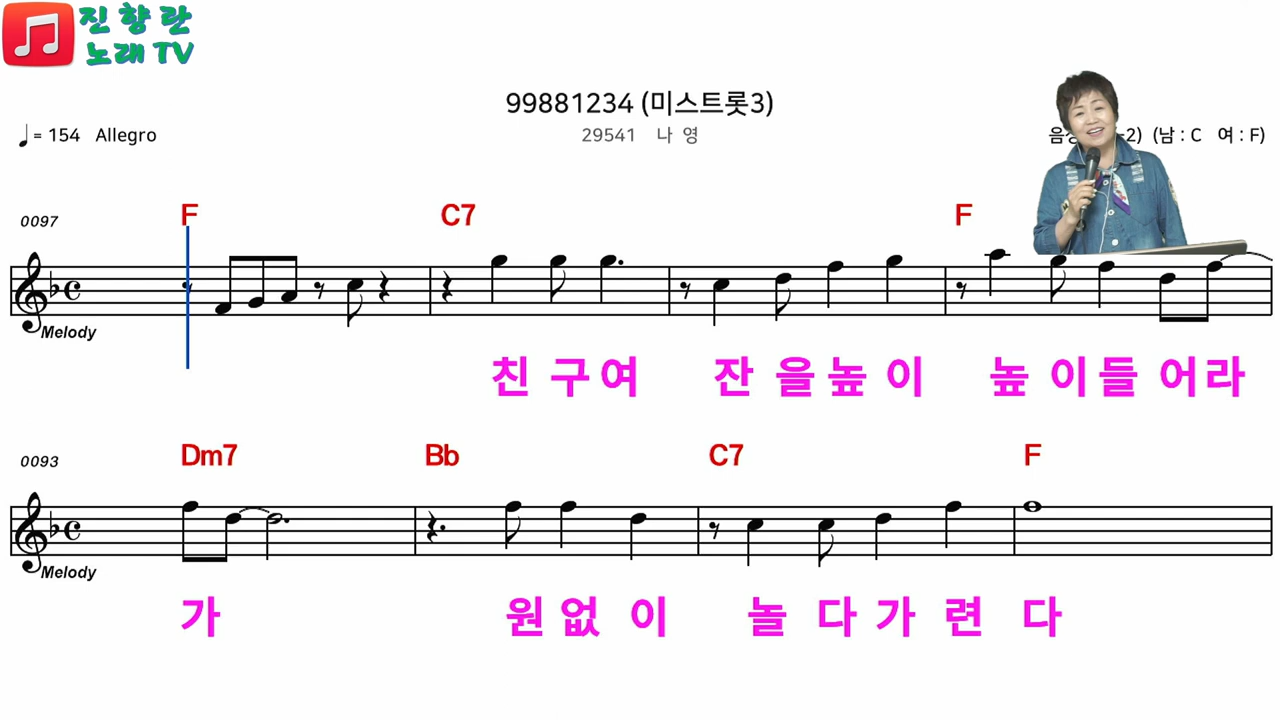 진향란
노래 TV
99881234 (미스트롯3)
♩= 154 Allegro
29541 나 영
-2) (남 : C 여 : F)
0097
F C7 F
Melody
친 구 여 잔 을 높 이 높 이 들 어 라
0093
Dm7 Bb C7 F
Melody
가 원 없 이 놀 다 가 련 다